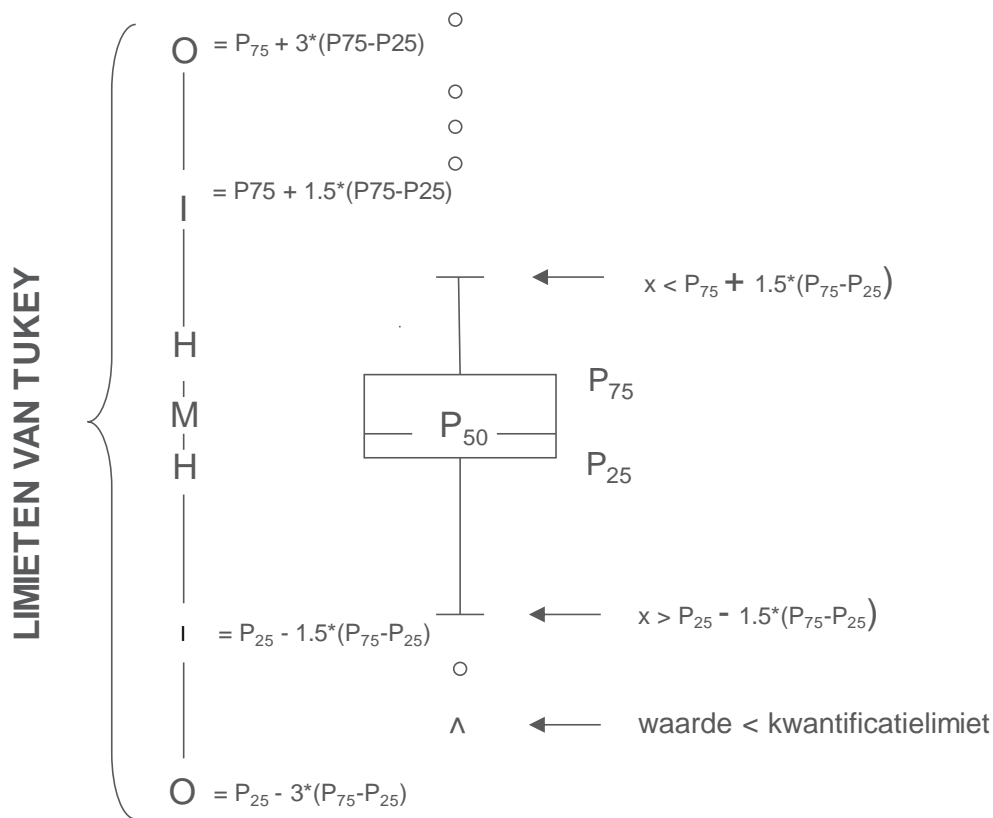 LIMIETEN VAN TUKEY
O = P₇₅ + 3*(P75-P25)
I = P75 + 1.5*(P75-P25)
H
M
H
I = P₂₅ - 1.5*(P₇₅-P₂₅)
O = P₂₅ - 3*(P₇₅-P₂₅)
x < P₇₅ + 1.5*(P₇₅-P₂₅)
P₇₅
P₅₀
P₂₅
x > P₂₅ - 1.5*(P₇₅-P₂₅)
^ waarde < kwantificatielimiet